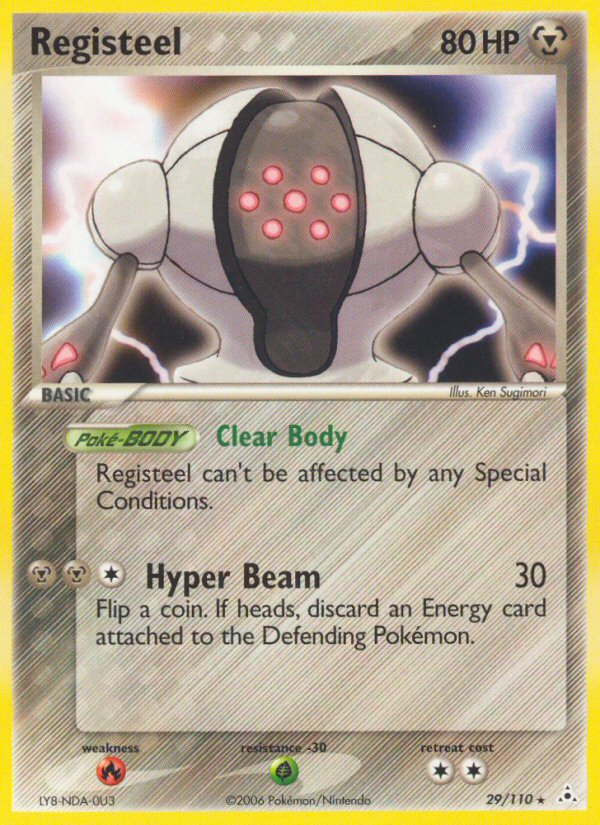 Registeel 80 HP
BASIC
Illus. Ken Sugimori
Poké-BODY Clear Body
Registeel can't be affected by any Special
Conditions.
Hyper Beam 30
Flip a coin. If heads, discard an Energy card
attached to the Defending Pokémon.
weakness resistance -30 retreat cost
LY8-NDA-0U3 ©2006 Pokémon/Nintendo 29/110 ★